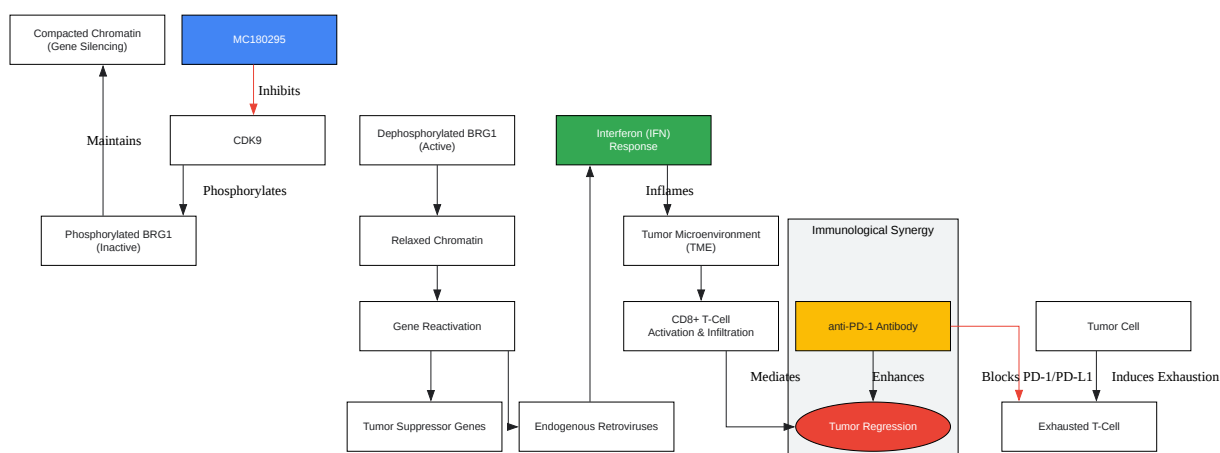 Compacted Chromatin
(Gene Silencing)
MC180295
Inhibits
Maintains
CDK9
Dephosphorylated BRG1
(Active)
Interferon (IFN)
Response
Phosphorylates
Inflames
Phosphorylated BRG1
(Inactive)
Relaxed Chromatin
Tumor Microenvironment
(TME)
Immunological Synergy
Gene Reactivation
CD8+ T-Cell
Activation & Infiltration
anti-PD-1 Antibody
Tumor Cell
Mediates
Enhances
Blocks PD-1/PD-L1
Induces Exhaustion
Tumor Suppressor Genes
Endogenous Retroviruses
Tumor Regression
Exhausted T-Cell